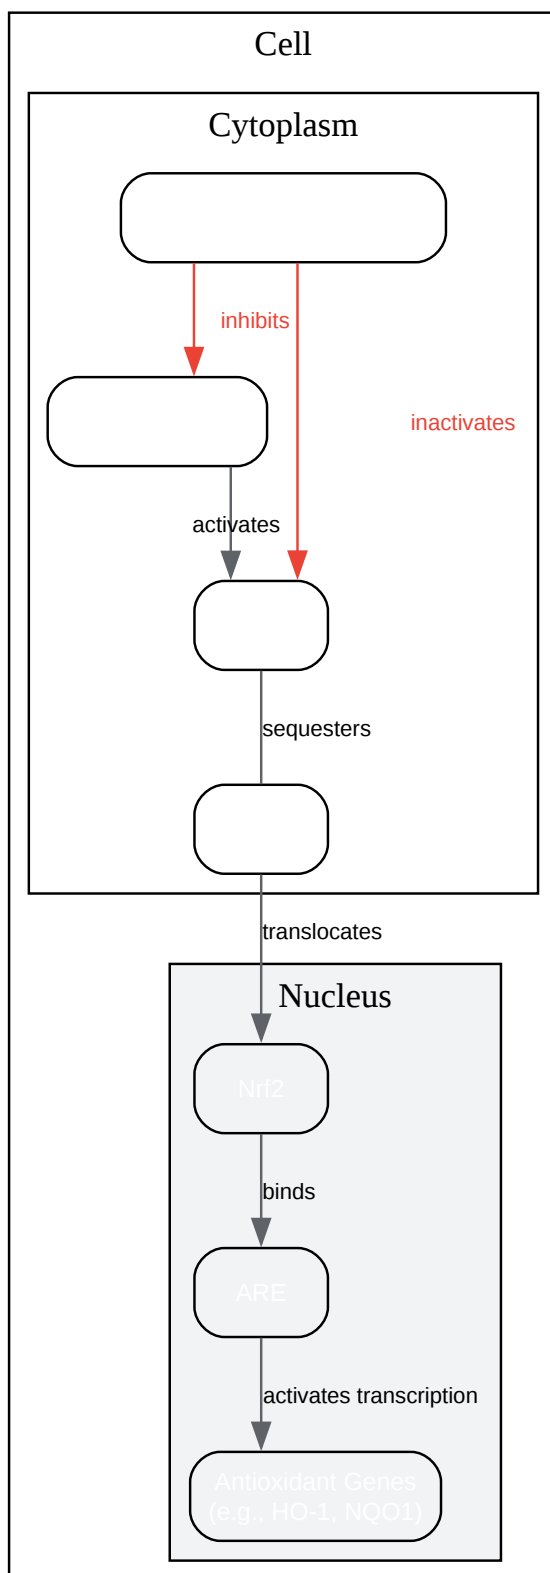 Cell
Cytoplasm
inhibits
inactivates
activates
sequesters
translocates
Nucleus
Nrf2
binds
ARE
activates transcription
Antioxidant Genes
(e.g., HO-1, NQO1)